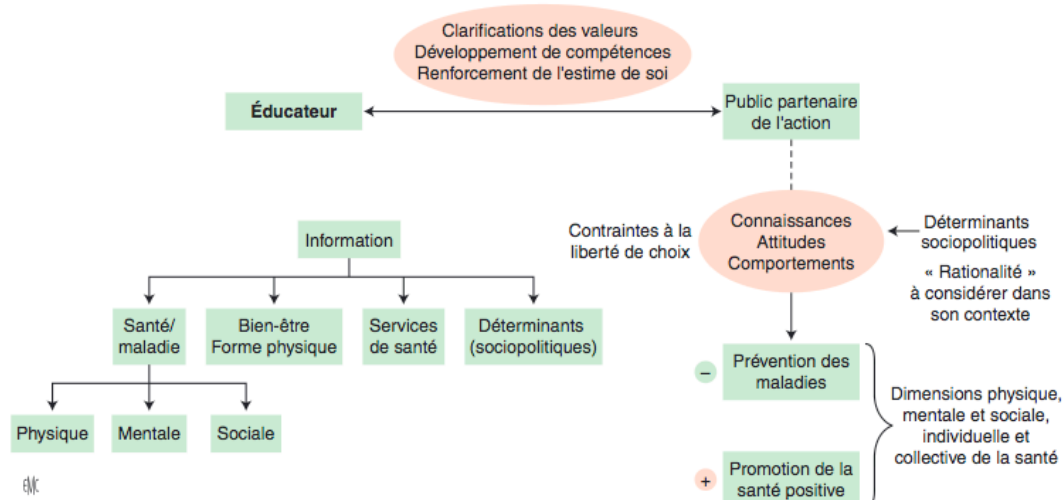 Clarifications des valeurs
Développement de compétences
Renforcement de l'estime de soi
Éducateur
Public partenaire
de l'action
Information
Contraintes à la
liberté de choix
Connaissances
Attitudes
Comportements
Déterminants
sociopolitiques
« Rationalité »
à considérer dans
son contexte
Santé/
maladie
Bien-être
Forme physique
Services
de santé
Déterminants
(sociopolitiques)
Physique
Mentale
Sociale
−
Prévention des
maladies
+
Promotion de la
santé positive
Dimensions physique,
mentale et sociale,
individuelle et
collective de la santé
EMC